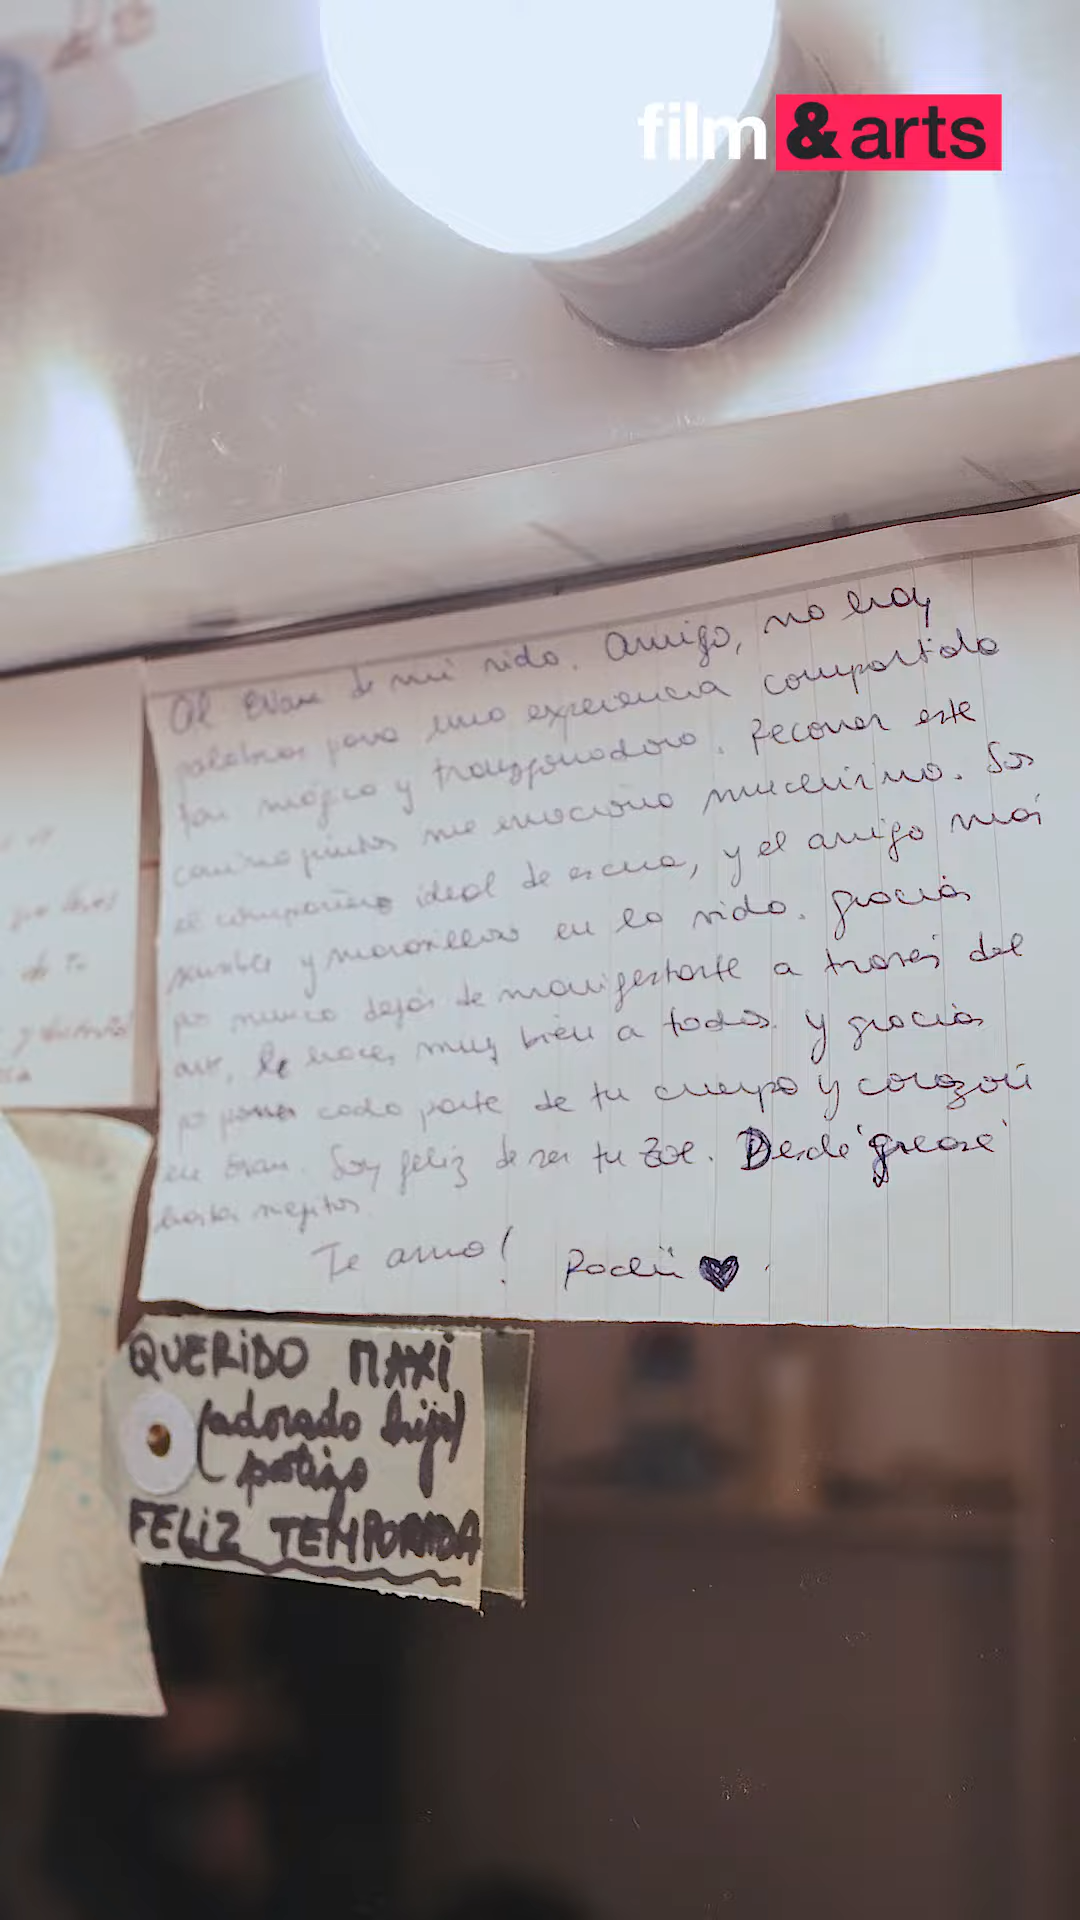 film & arts
Al Evan de mi vida. Amigo, no hay
palabras para una experiencia compartida
tan mágica y transformadora. Recorrer este
camino juntos me emociona muchísimo. Sos
el compañero ideal de escena, y el amigo más
humilde y maravilloso en la vida. Gracias
por nunca dejar de manifestarte a través del
arte, le haces muy bien a todos. Y gracias
por poner cada parte de tu cuerpo y corazón
en Evan. Soy feliz de ser tu Zoe. Desde "grease"
hasta
Te amo! Rochi
QUERIDO MAXI
(adorado hijo)
postizo
FELIZ TEMPORADA